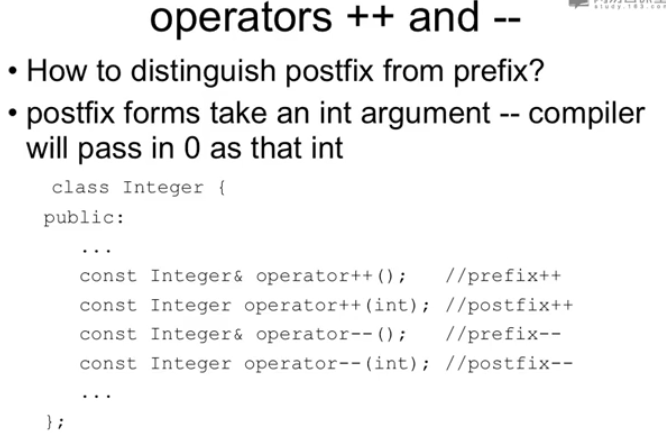 operators ++ and --
• How to distinguish postfix from prefix?
• postfix forms take an int argument -- compiler
will pass in 0 as that int
class Integer {
public:
...
const Integer& operator++(); //prefix++
const Integer operator++(int); //postfix++
const Integer& operator--(); //prefix--
const Integer operator--(int); //postfix--
...
};